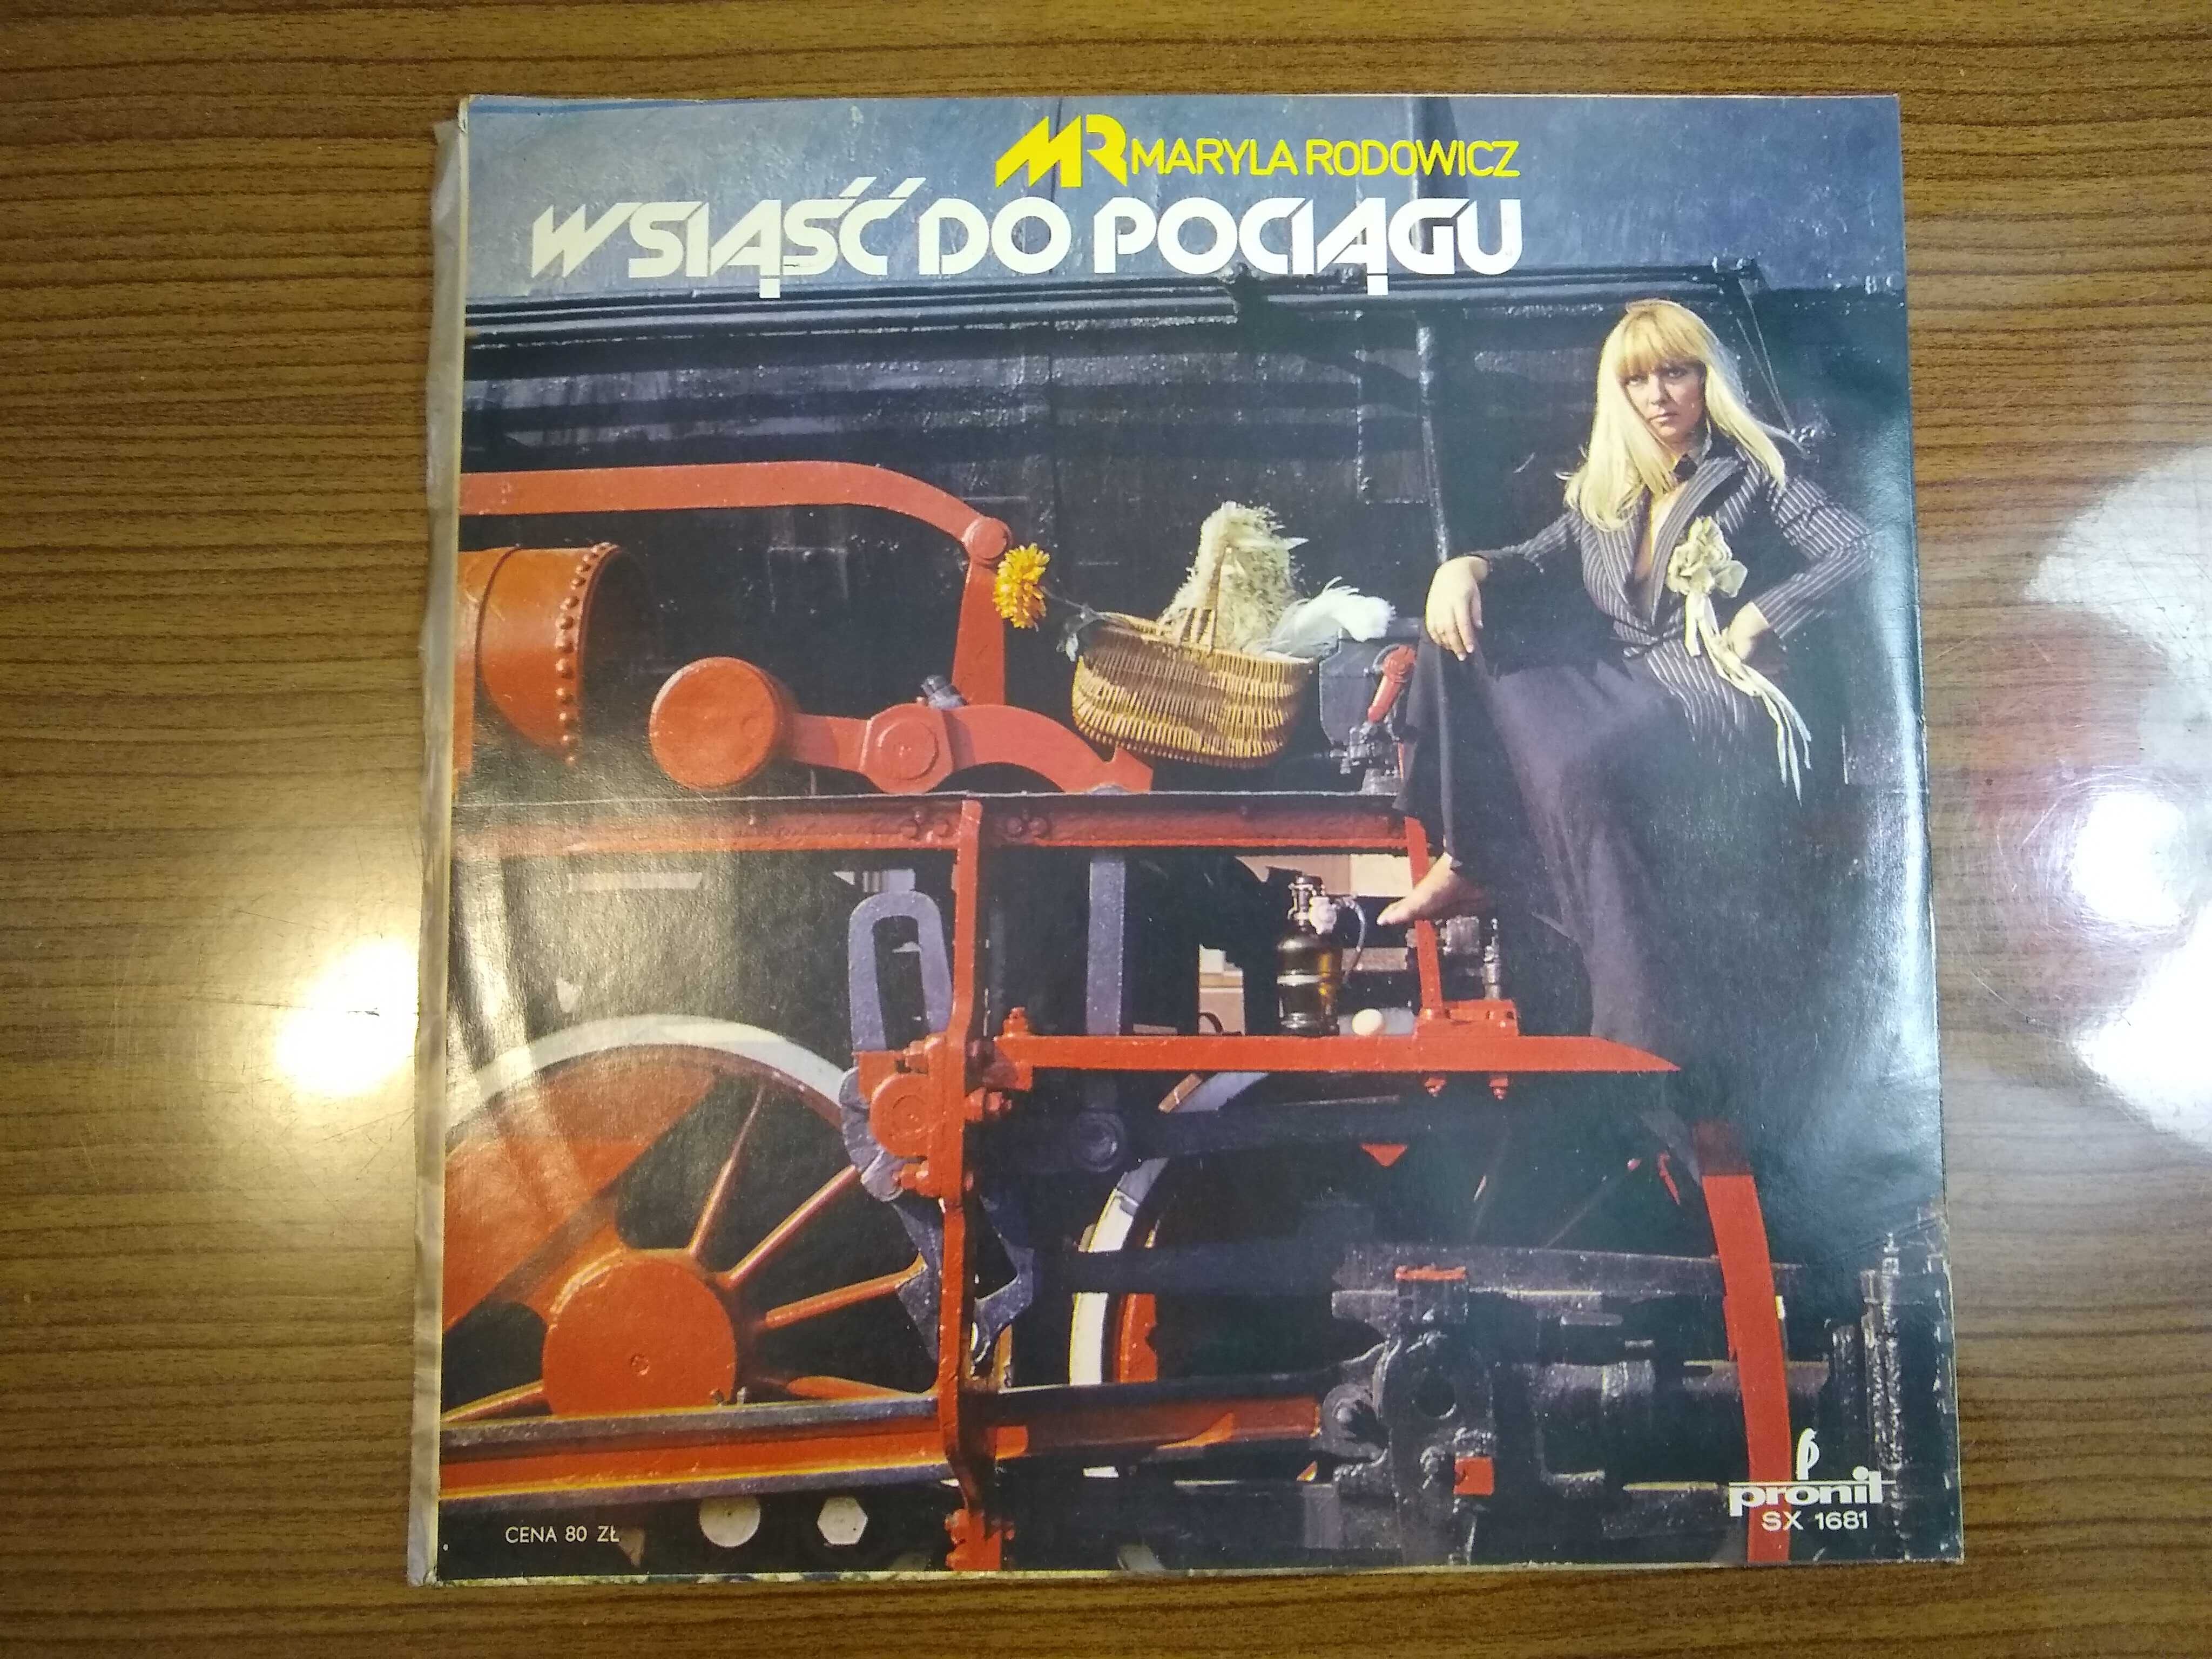 MR MARYLA RODOWICZ
WSIĄŚĆ DO POCIĄGU
pronit
SX 1681
CENA 80 ZŁ